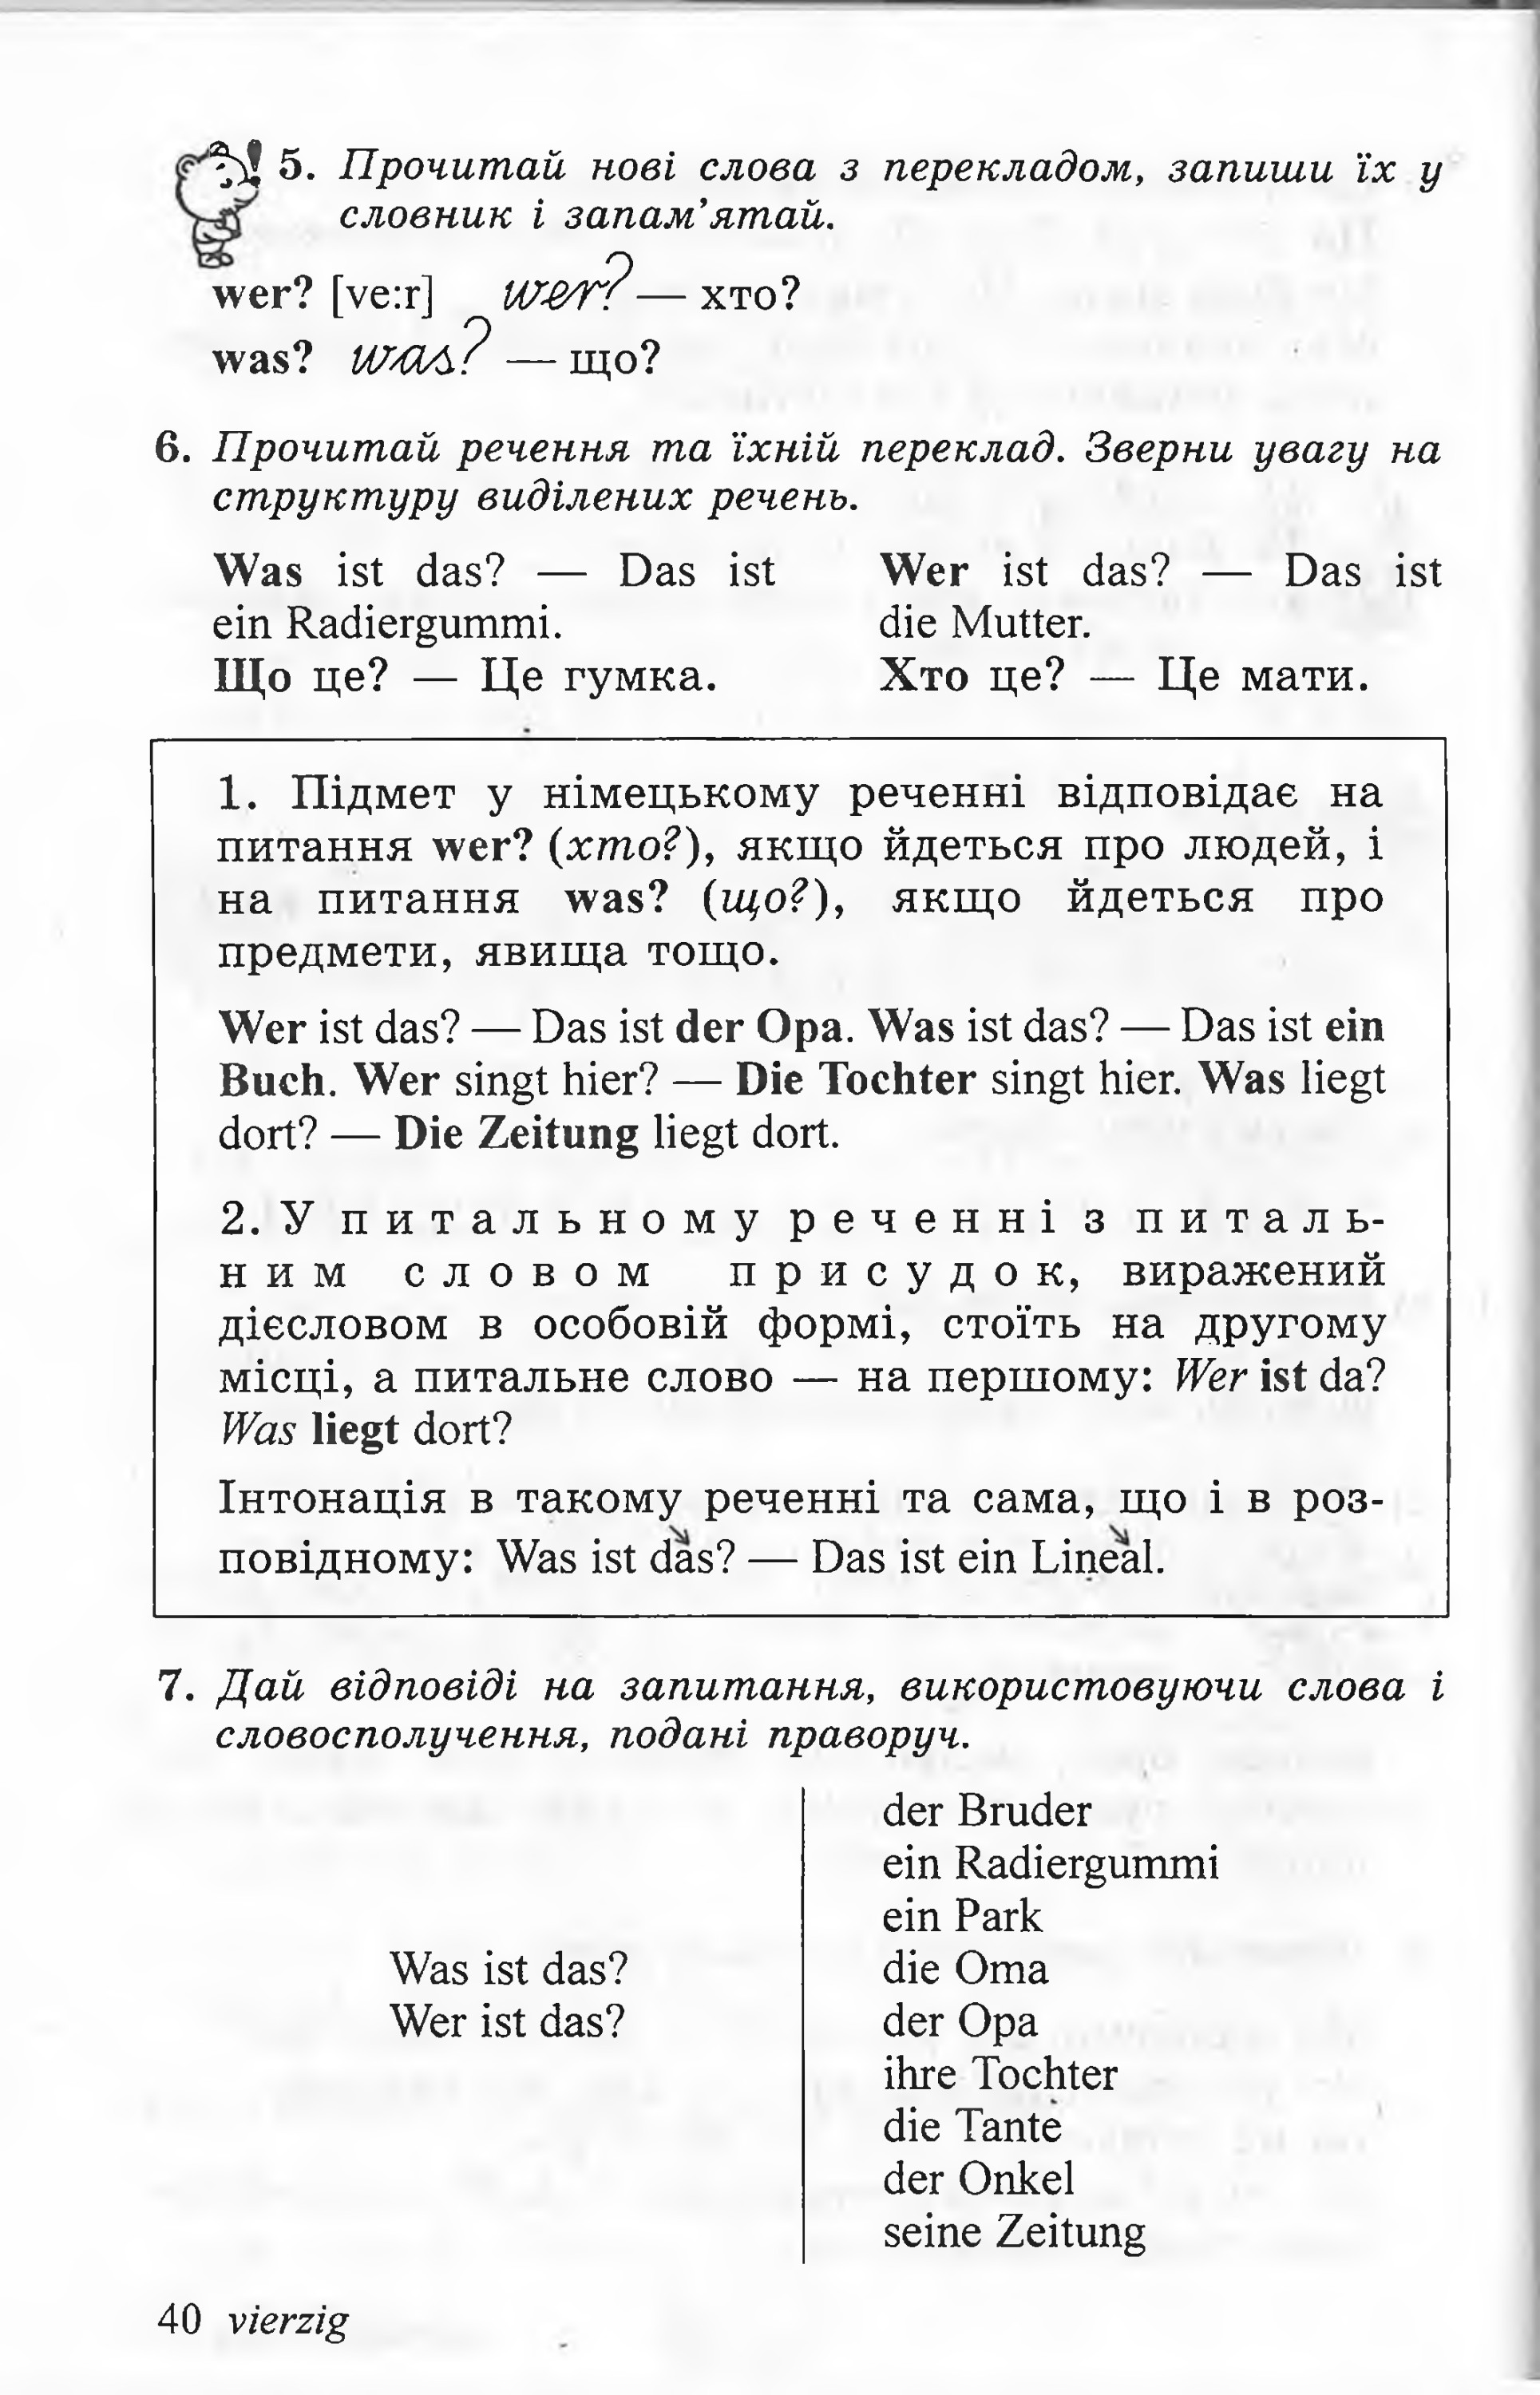 5. Прочитай нові слова з перекладом, запиши їх у
словник і запам’ятай.
wer? [ve:r] wer? — хто?
was? was? — що?
6. Прочитай речення та їхній переклад. Зверни увагу на
структуру виділених речень.
Was ist das? — Das ist
ein Radiergummi.
Що це? — Це гумка.
Wer ist das? — Das ist
die Mutter.
Хто це? — Це мати.
1. Підмет у німецькому реченні відповідає на
питання wer? (хто?), якщо йдеться про людей, і
на питання was? (що?), якщо йдеться про
предмети, явища тощо.
Wer ist das? — Das ist der Opa. Was ist das? — Das ist ein
Buch. Wer singt hier? — Die Tochter singt hier. Was liegt
dort? — Die Zeitung liegt dort.
2. У питальному реченні з питаль-
ним словом присудок, виражений
дієсловом в особовій формі, стоїть на другому
місці, а питальне слово — на першому: Wer ist da?
Was liegt dort?
Інтонація в такому реченні та сама, що і в роз-
повідному: Was ist das? — Das ist ein Lineal.
7. Дай відповіді на запитання, використовуючи слова і
словосполучення, подані праворуч.
Was ist das?
Wer ist das?
der Bruder
ein Radiergummi
ein Park
die Oma
der Opa
ihre Tochter
die Tante
der Onkel
seine Zeitung
40 vierzig